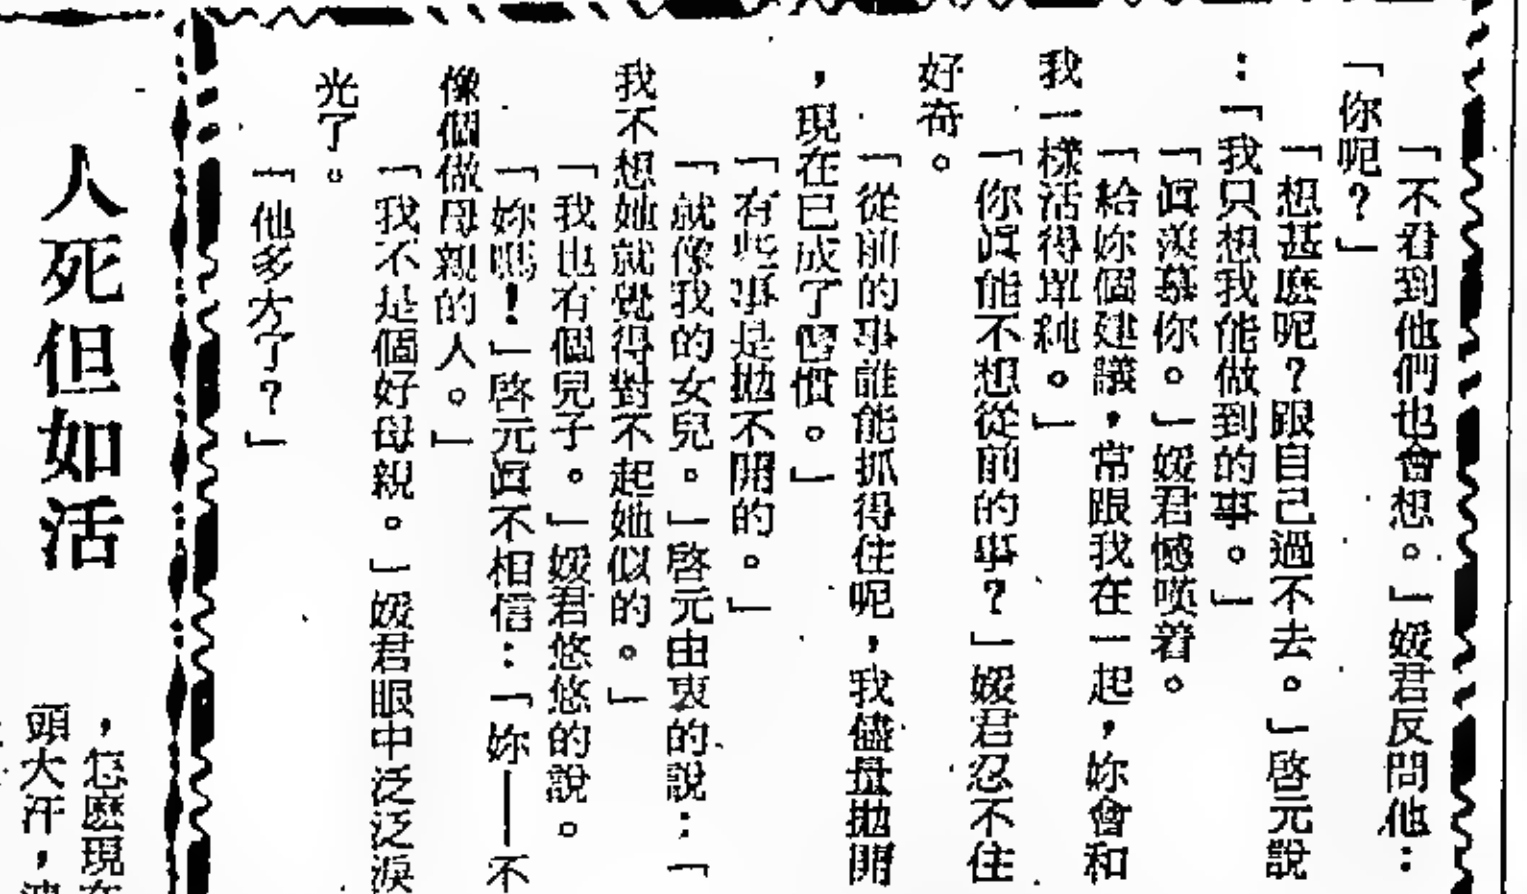 「不看到他們也會想。」媛君反問他：
「你呢？」
「想甚麽呢？跟自己過不去。」啓元說
：「我只想我能做到的事。」
「眞羨慕你。」媛君憾嘆着。
「給妳個建議，常跟我在一起，妳會和
我一樣活得單純。」
「你眞能不想從前的事？」媛君忍不住
好奇。
「從前的事誰能抓得住呢，我儘量拋開
，現在已成了習慣。」
「有些事是拋不開的。」
「就像我的女兒。」啓元由衷的說：「
我不想她就覺得對不起她似的。」
「我也有個兒子。」媛君悠悠的說。
「妳嗎！」啓元眞不相信：「妳——不
像個做母親的人。」
「我不是個好母親。」媛君眼中泛泛淚
光了。
「他多大了？」
人死但如活
，怎麽現在
頭大汗，